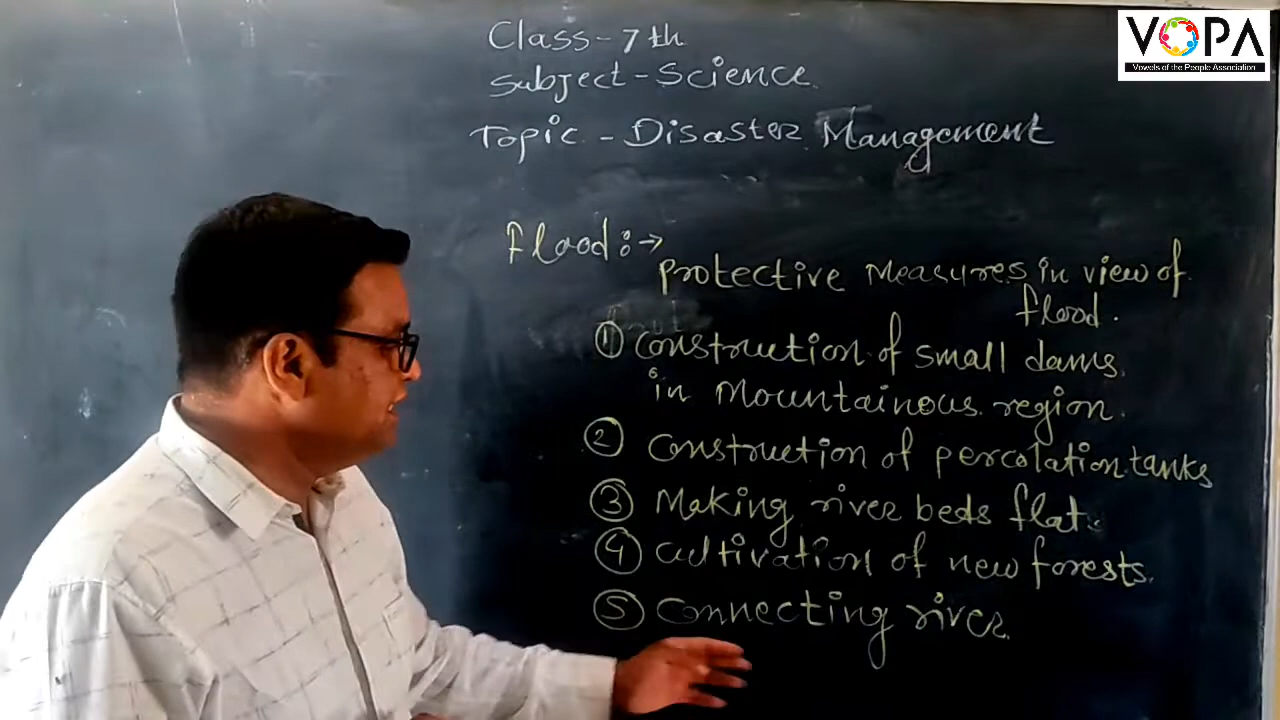 VOPA
Vowels of the People Association
Class - 7th
Subject - Science.
Topic - Disaster Management
Flood :→
Protective Measures in view of
flood.
① Construction of small dams
in Mountainous region.
② Construction of percolation tanks
③ Making river beds flat.
④ Cultivation of new forests.
⑤ Connecting river